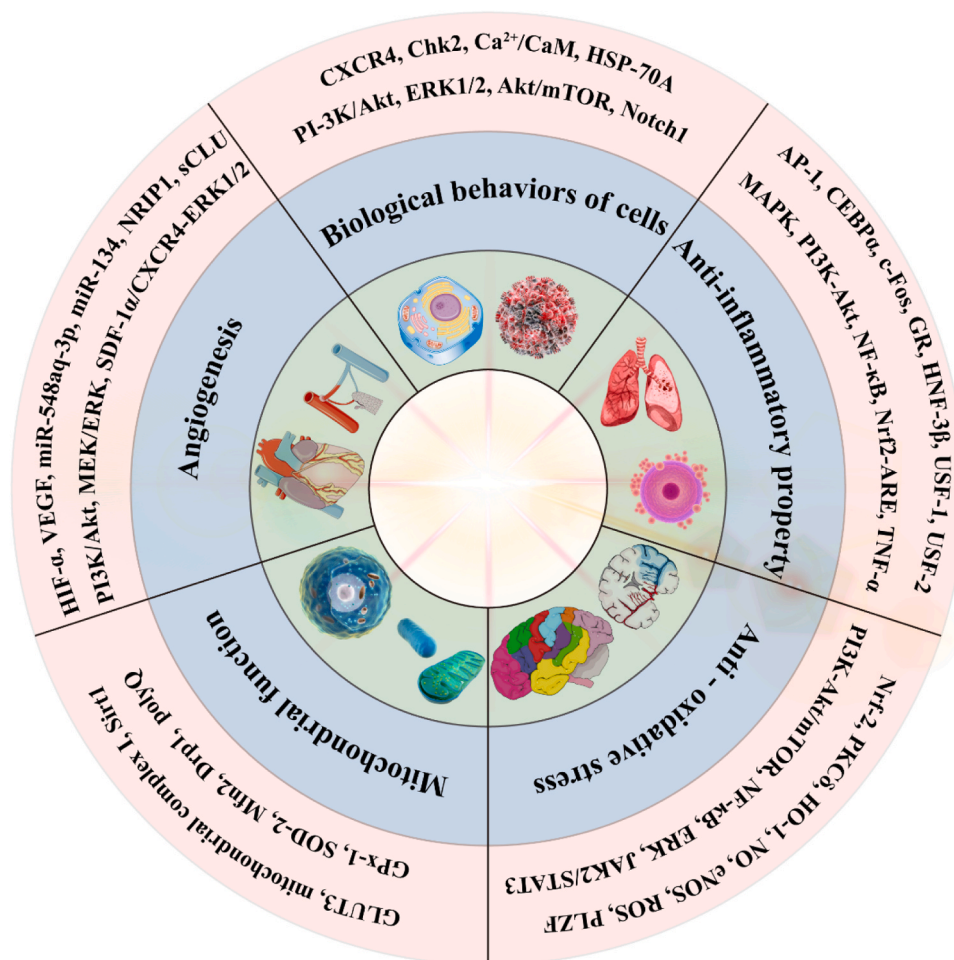 CXCR4, Chk2, Ca²⁺/CaM, HSP-70A
PI-3K/Akt, ERK1/2, Akt/mTOR, Notch1
Biological behaviors of cells
AP-1, CEBPα, c-Fos, GR, HNF-3β, USF-1, USF-2
MAPK, PI3K-Akt, NF-κB, Nrf2-ARE, TNF-α
Anti-inflammatory property
Nrf-2, PKCδ, HO-1, NO, eNOS, ROS, PLZF
PI3K-Akt/mTOR, NF-κB, ERK, JAK2/STAT3
Anti - oxidative stress
Mitochondrial function
GPx-1, SOD-2, Mfn2, Drp1, polyQ
GLUT3, mitochondrial complex I, Sirt1
HIF-α, VEGF, miR-548aq-3p, miR-134, NRIP1, sCLU
PI3K/Akt, MEK/ERK, SDF-1α/CXCR4-ERK1/2
Angiogenesis